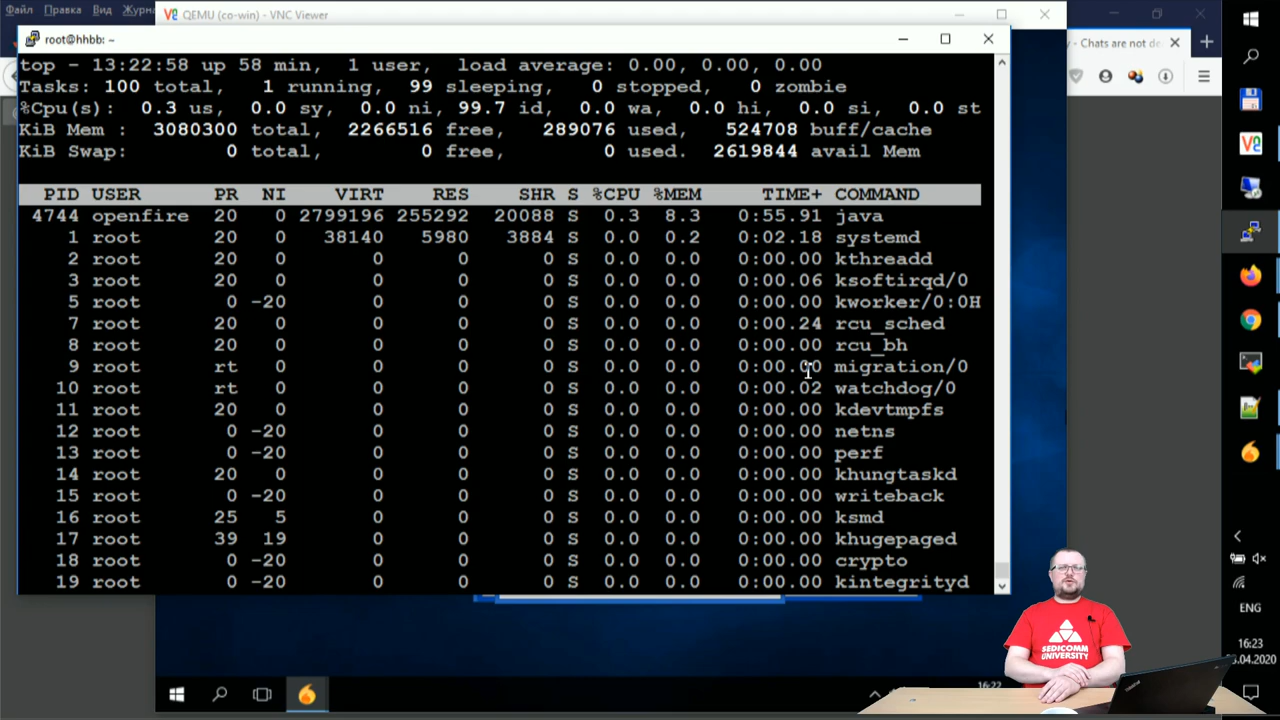 Файл Правка Вид Журна
QEMU (co-win) - VNC Viewer
root@hhbb: ~
- Chats are not de
top - 13:22:58 up 58 min, 1 user, load average: 0.00, 0.00, 0.00
Tasks: 100 total, 1 running, 99 sleeping, 0 stopped, 0 zombie
%Cpu(s): 0.3 us, 0.0 sy, 0.0 ni, 99.7 id, 0.0 wa, 0.0 hi, 0.0 si, 0.0 st
KiB Mem : 3080300 total, 2266516 free, 289076 used, 524708 buff/cache
KiB Swap: 0 total, 0 free, 0 used. 2619844 avail Mem
PID USER PR NI VIRT RES SHR S %CPU %MEM TIME+ COMMAND
4744 openfire 20 0 2799196 255292 20088 S 0.3 8.3 0:55.91 java
1 root 20 0 38140 5980 3884 S 0.0 0.2 0:02.18 systemd
2 root 20 0 0 0 0 S 0.0 0.0 0:00.00 kthreadd
3 root 20 0 0 0 0 S 0.0 0.0 0:00.06 ksoftirqd/0
5 root 0 -20 0 0 0 S 0.0 0.0 0:00.00 kworker/0:0H
7 root 20 0 0 0 0 S 0.0 0.0 0:00.24 rcu_sched
8 root 20 0 0 0 0 S 0.0 0.0 0:00.00 rcu_bh
9 root rt 0 0 0 0 S 0.0 0.0 0:00.00 migration/0
10 root rt 0 0 0 0 S 0.0 0.0 0:00.02 watchdog/0
11 root 20 0 0 0 0 S 0.0 0.0 0:00.00 kdevtmpfs
12 root 0 -20 0 0 0 S 0.0 0.0 0:00.00 netns
13 root 0 -20 0 0 0 S 0.0 0.0 0:00.00 perf
14 root 20 0 0 0 0 S 0.0 0.0 0:00.00 khungtaskd
15 root 0 -20 0 0 0 S 0.0 0.0 0:00.00 writeback
16 root 25 5 0 0 0 S 0.0 0.0 0:00.00 ksmd
17 root 39 19 0 0 0 S 0.0 0.0 0:00.00 khugepaged
18 root 0 -20 0 0 0 S 0.0 0.0 0:00.00 crypto
19 root 0 -20 0 0 0 S 0.0 0.0 0:00.00 kintegrityd
SEDICOMM
UNIVERSITY
ENG
16:23
.04.2020
16:22